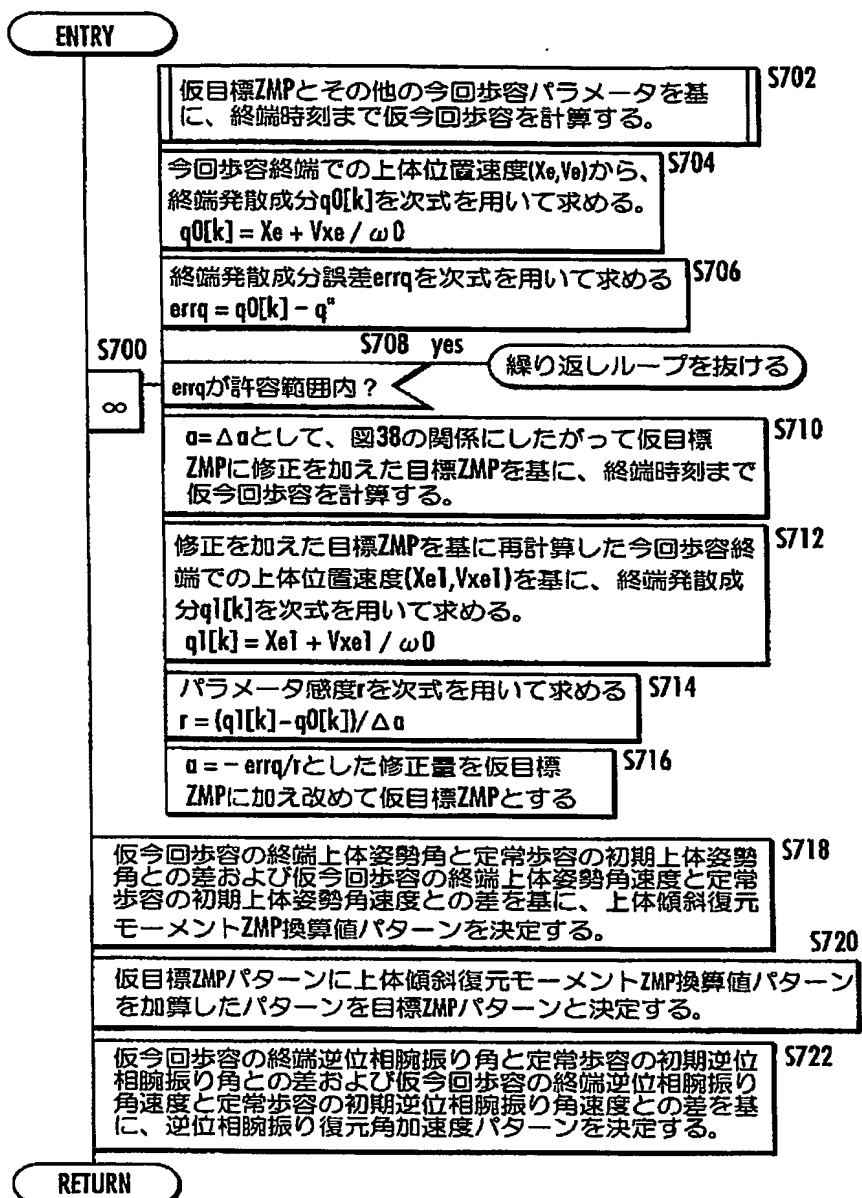 ENTRY
S702
仮目標ZMPとその他の今回歩容パラメータを基
に、終端時刻まで仮今回歩容を計算する。
S704
今回歩容終端での上体位置速度(Xe,Ve)から、
終端発散成分q0[k]を次式を用いて求める。
q0[k] = Xe + Vxe / ω0
S706
終端発散成分誤差errqを次式を用いて求める
errq = q0[k] − q"
S700
∞
S708 yes
errqが許容範囲内?
繰り返しループを抜ける
S710
a=Δaとして、図38の関係にしたがって仮目標
ZMPに修正を加えた目標ZMPを基に、終端時刻まで
仮今回歩容を計算する。
S712
修正を加えた目標ZMPを基に再計算した今回歩容終
端での上体位置速度(Xe1,Vxe1)を基に、終端発散成
分q1[k]を次式を用いて求める。
q1[k] = Xe1 + Vxe1 / ω0
S714
パラメータ感度rを次式を用いて求める
r = (q1[k]−q0[k])/Δa
S716
a = − errq/rとした修正量を仮目標
ZMPに加え改めて仮目標ZMPとする
S718
仮今回歩容の終端上体姿勢角と定常歩容の初期上体姿勢
角との差および仮今回歩容の終端上体姿勢角速度と定常
歩容の初期上体姿勢角速度との差を基に、上体傾斜復元
モーメントZMP換算値パターンを決定する。
S720
仮目標ZMPパターンに上体傾斜復元モーメントZMP換算値パターン
を加算したパターンを目標ZMPパターンと決定する。
S722
仮今回歩容の終端逆位相腕振り角と定常歩容の初期逆位
相腕振り角との差および仮今回歩容の終端逆位相腕振り
角速度と定常歩容の初期逆位相腕振り角速度との差を基
に、逆位相腕振り復元角加速度パターンを決定する。
RETURN